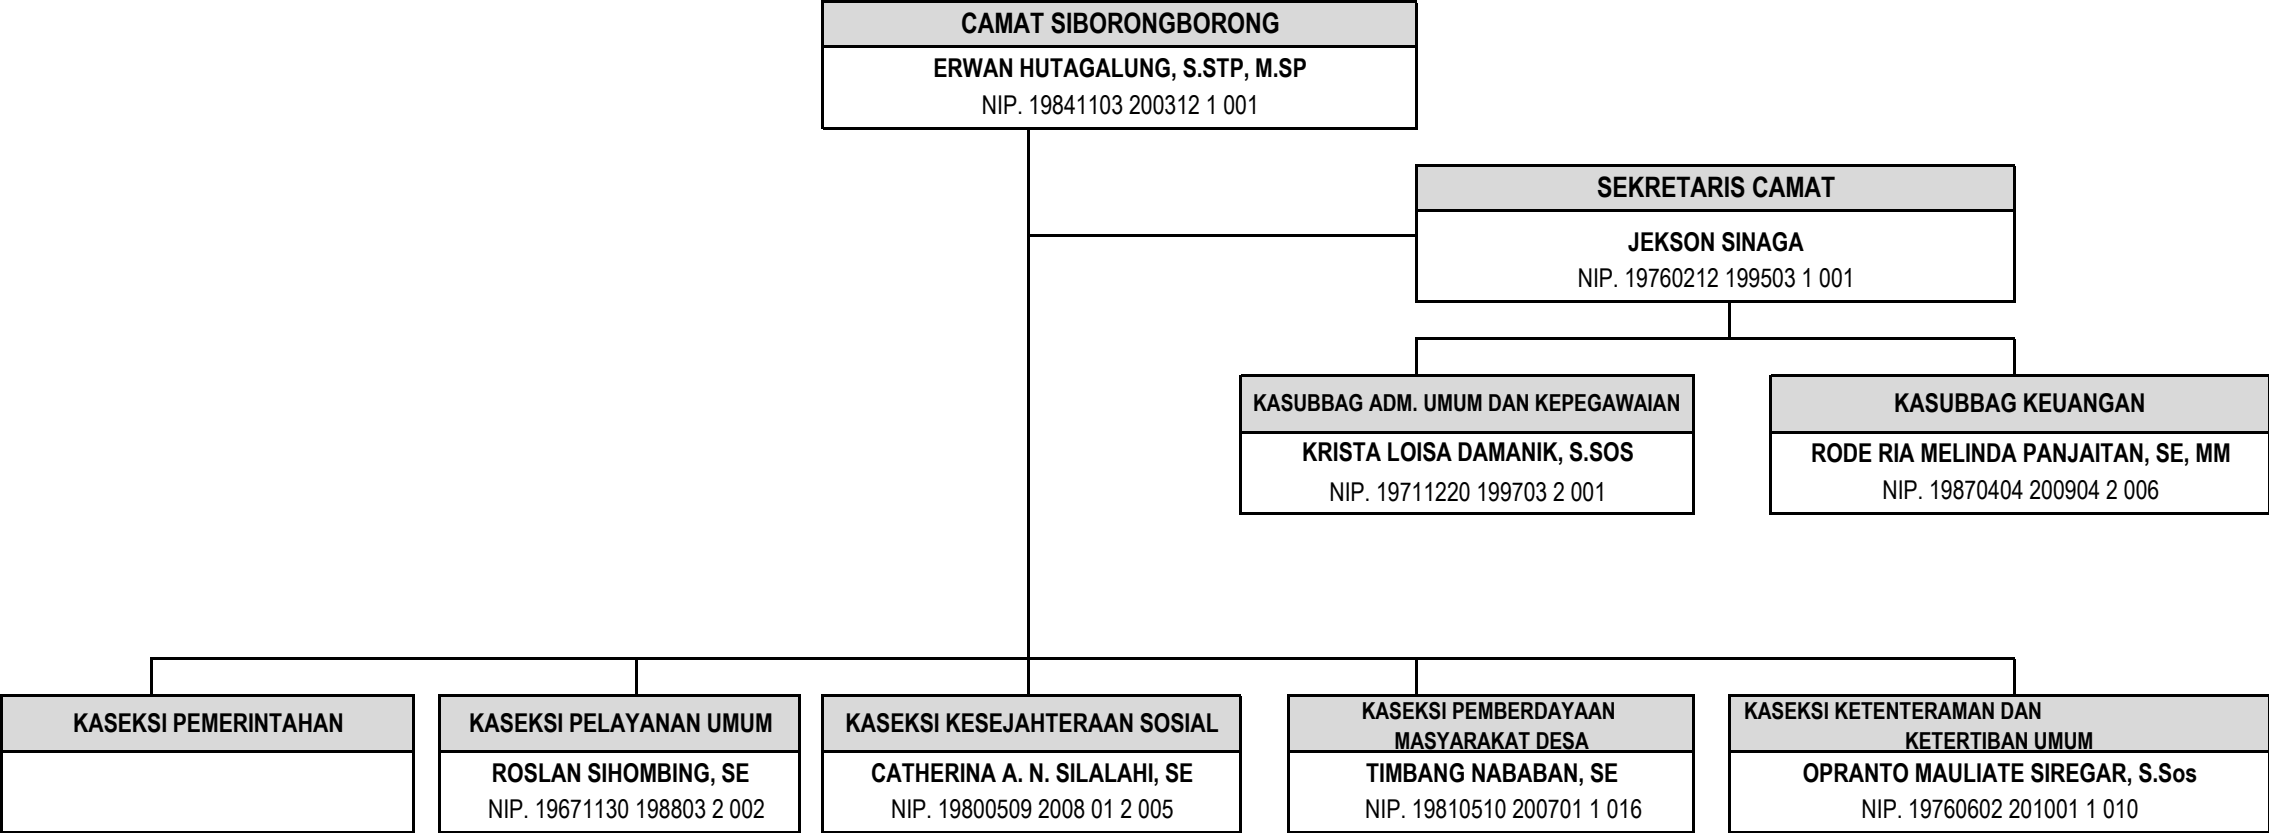 CAMAT SIBORONGBORONG
ERWAN HUTAGALUNG, S.STP, M.SP
NIP. 19841103 200312 1 001
SEKRETARIS CAMAT
JEKSON SINAGA
NIP. 19760212 199503 1 001
KASUBBAG ADM. UMUM DAN KEPEGAWAIAN
KRISTA LOISA DAMANIK, S.SOS
NIP. 19711220 199703 2 001
KASUBBAG KEUANGAN
RODE RIA MELINDA PANJAITAN, SE, MM
NIP. 19870404 200904 2 006
KASEKSI PEMERINTAHAN
KASEKSI PELAYANAN UMUM
ROSLAN SIHOMBING, SE
NIP. 19671130 198803 2 002
KASEKSI KESEJAHTERAAN SOSIAL
CATHERINA A. N. SILALAHI, SE
NIP. 19800509 2008 01 2 005
KASEKSI PEMBERDAYAAN
MASYARAKAT DESA
TIMBANG NABABAN, SE
NIP. 19810510 200701 1 016
KASEKSI KETENTERAMAN DAN
KETERTIBAN UMUM
OPRANTO MAULIATE SIREGAR, S.Sos
NIP. 19760602 201001 1 010